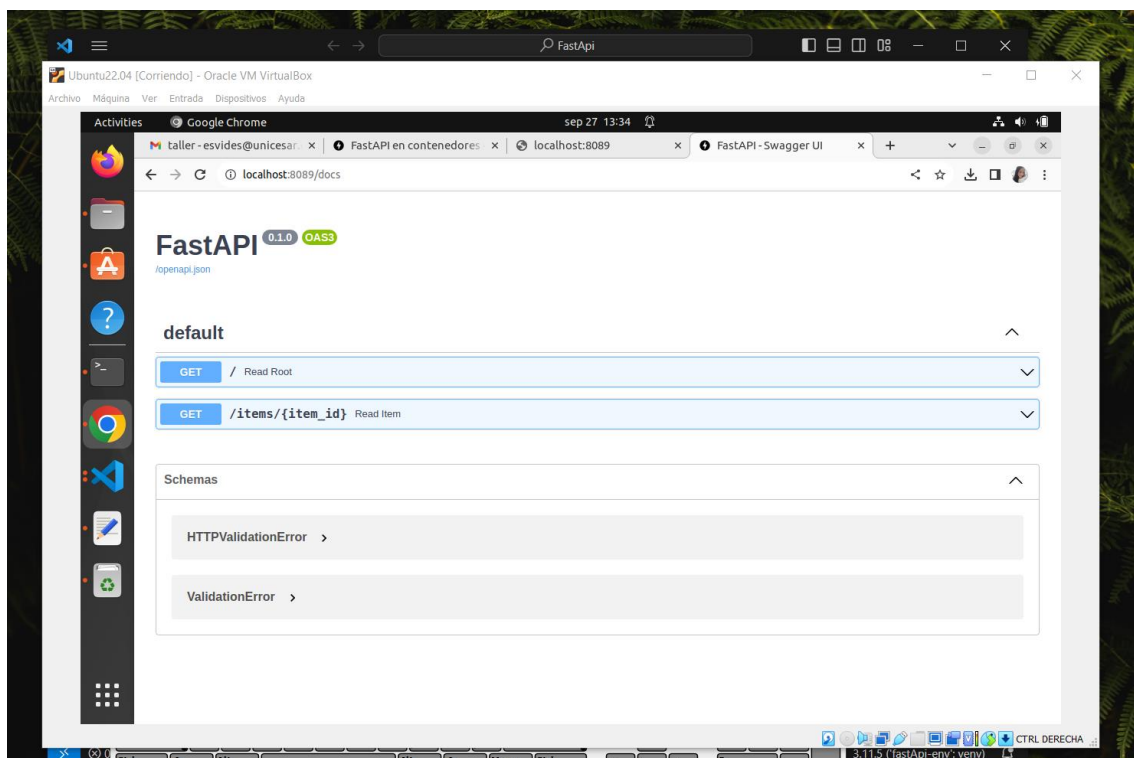 FastApi
Ubuntu22.04 [Corriendo] - Oracle VM VirtualBox
Archivo Máquina Ver Entrada Dispositivos Ayuda
Activities Google Chrome sep 27 13:34
taller - esvides@unicesar. FastAPI en contenedores localhost:8089 FastAPI - Swagger UI
localhost:8089/docs
FastAPI 0.1.0 OAS3
/openapi.json
default
GET / Read Root
GET /items/{item_id} Read Item
Schemas
HTTPValidationError
ValidationError
CTRL DERECHA
3.11.5 ('fastApi-env': venv)